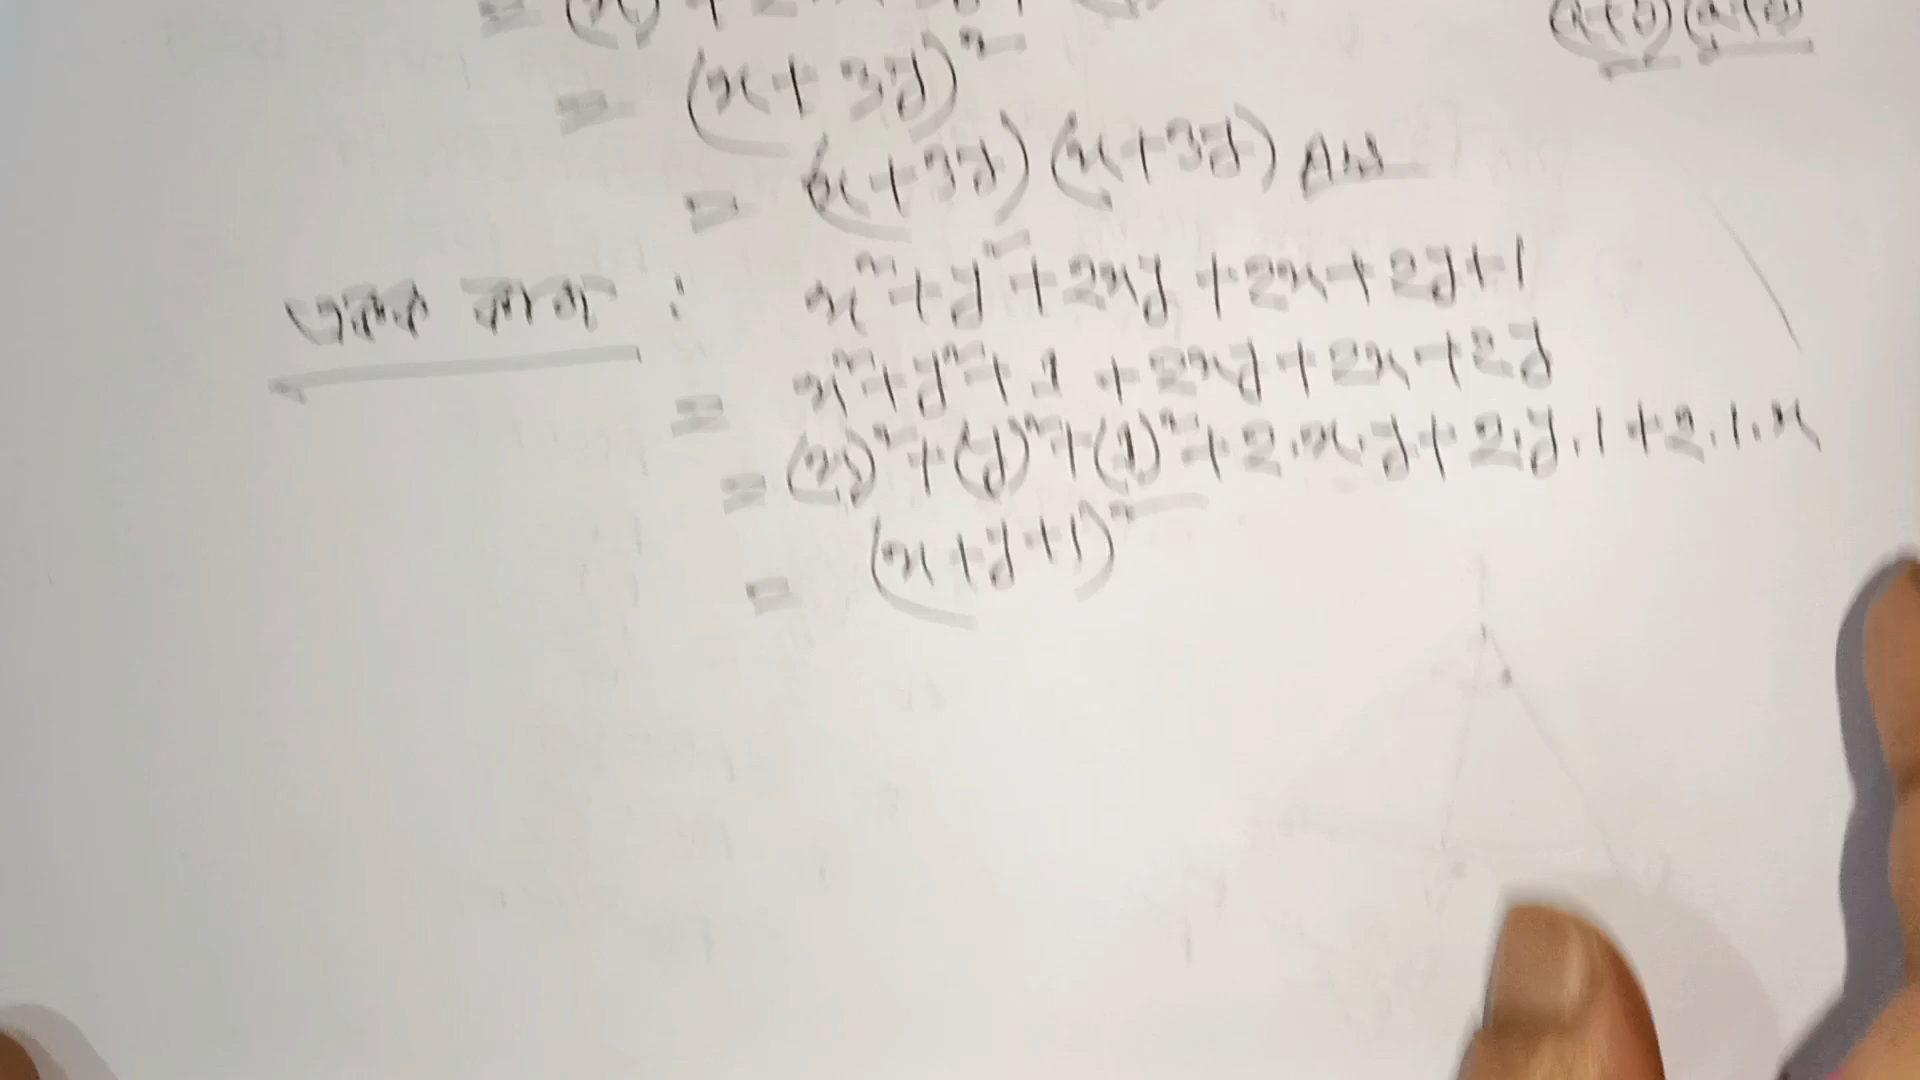 = (x + 3y)²
= (x + 3y) (x + 3y) Ans
: x² + y² + 2xy + 2x + 2y + 1
= x² + y² + 1 + 2xy + 2x + 2y
= (x)² + (y)² + (1)² + 2.x.y + 2.y.1 + 2.1.x
= (x + y + 1)²